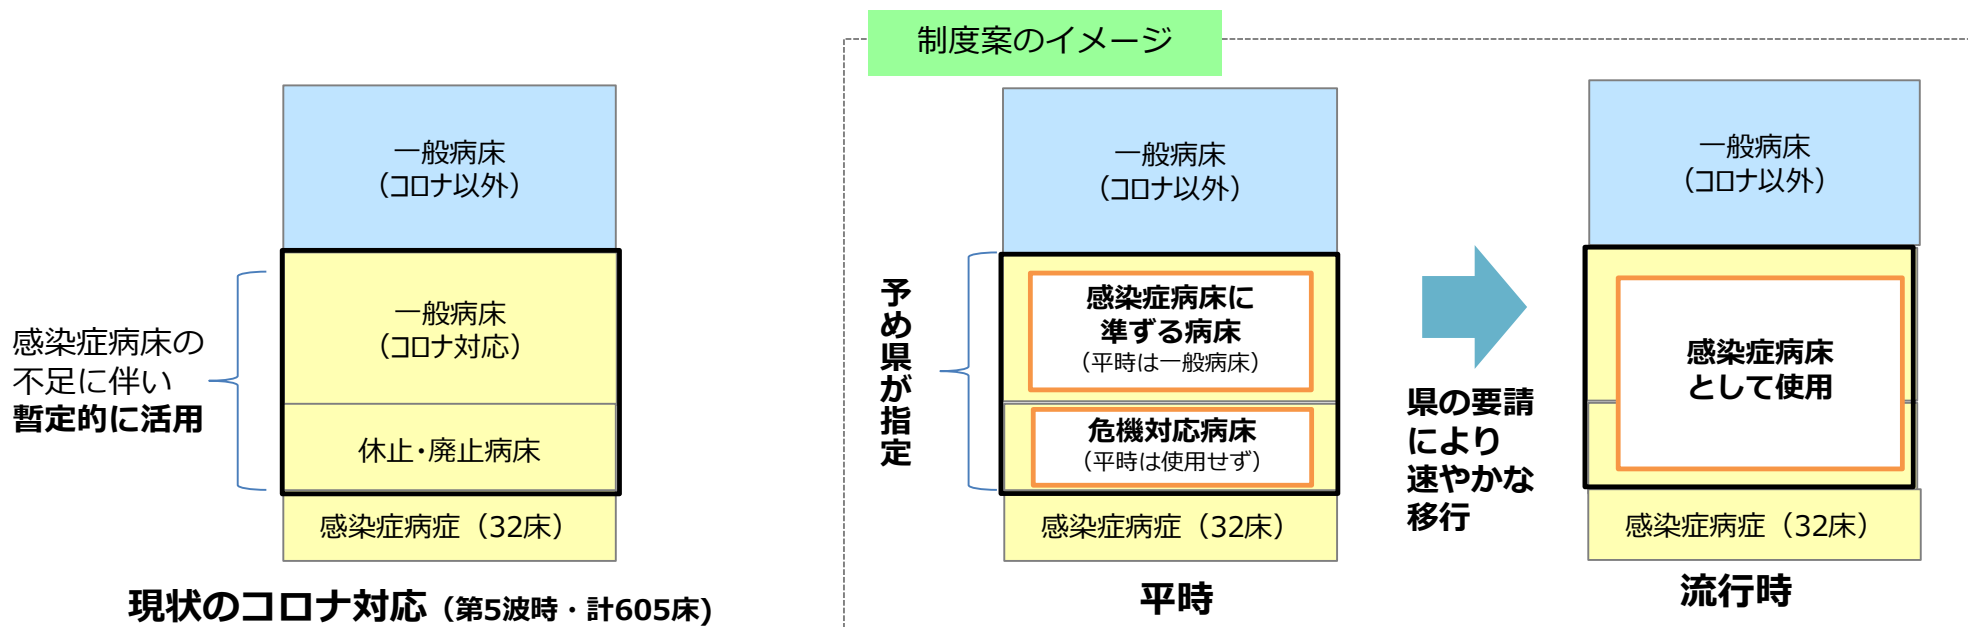 制度案のイメージ
一般病床
（コロナ以外）
一般病床
（コロナ対応）
休止・廃止病床
感染症病症（32床）
感染症病床の
不足に伴い
暫定的に活用
現状のコロナ対応（第5波時・計605床)
一般病床
（コロナ以外）
予め県が指定
感染症病床に
準ずる病床
（平時は一般病床）
危機対応病床
（平時は使用せず）
感染症病症（32床）
平時
県の要請
により
速やかな
移行
一般病床
（コロナ以外）
感染症病床
として使用
感染症病症（32床）
流行時